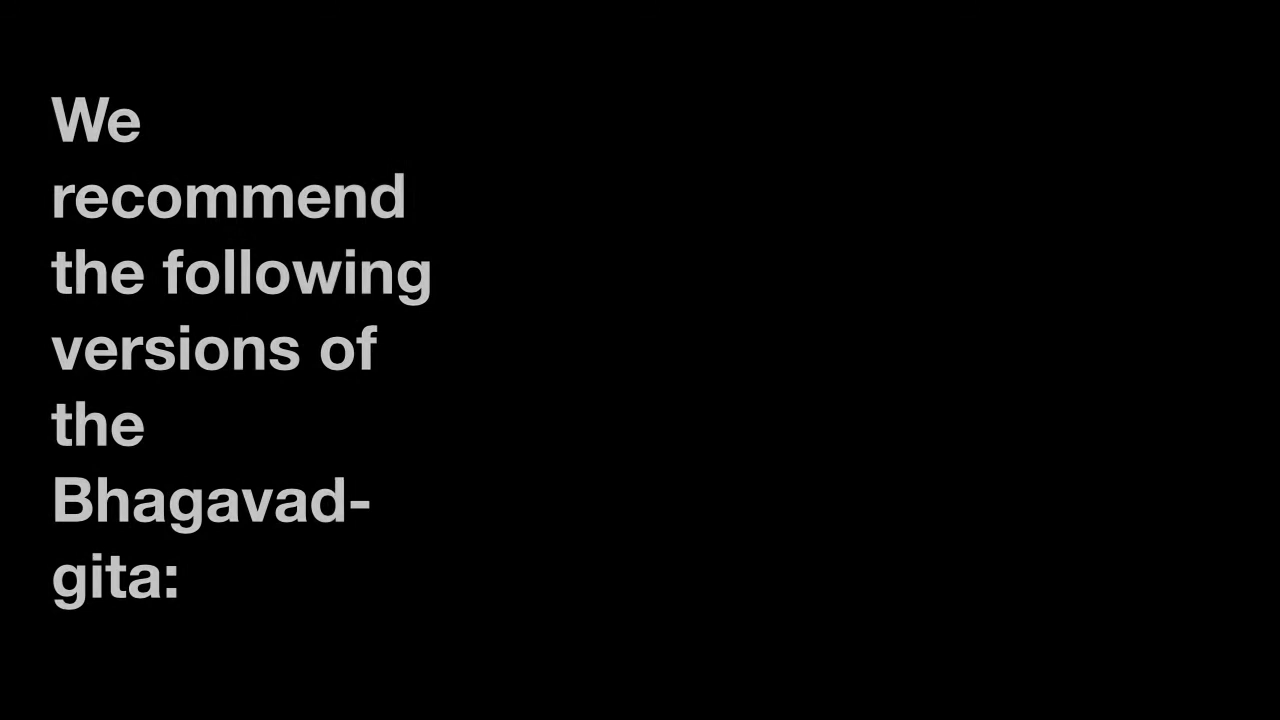 We
recommend
the following
versions of
the
Bhagavad-
gita: